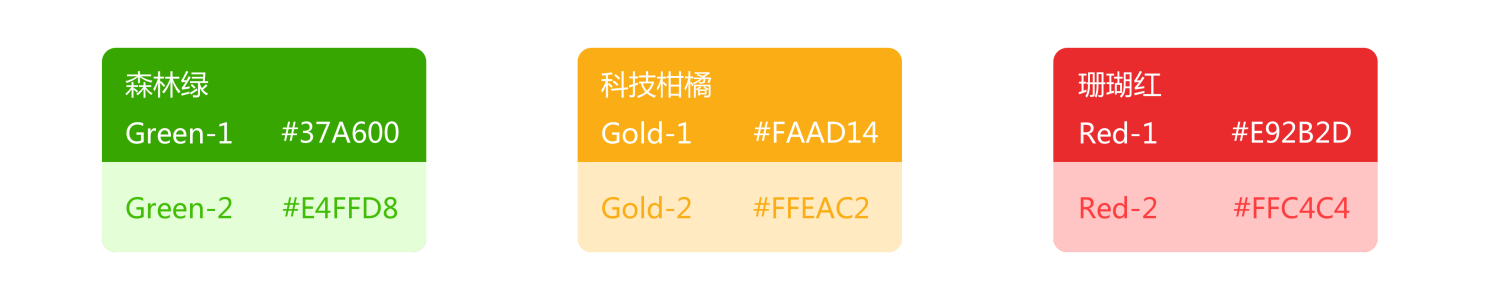 森林绿
Green-1 #37A600
Green-2 #E4FFD8
科技柑橘
Gold-1 #FAAD14
Gold-2 #FFEAC2
珊瑚红
Red-1 #E92B2D
Red-2 #FFC4C4